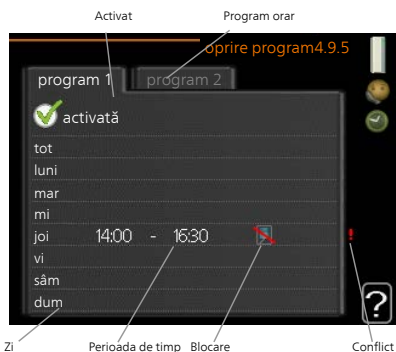 Activat Program orar
oprire program4.9.5
program 1 program 2
activată
tot
luni
mar
mi
joi 14:00 - 16:30
vi
sâm
dum
!
?
Zi Perioada de timp Blocare Conflict